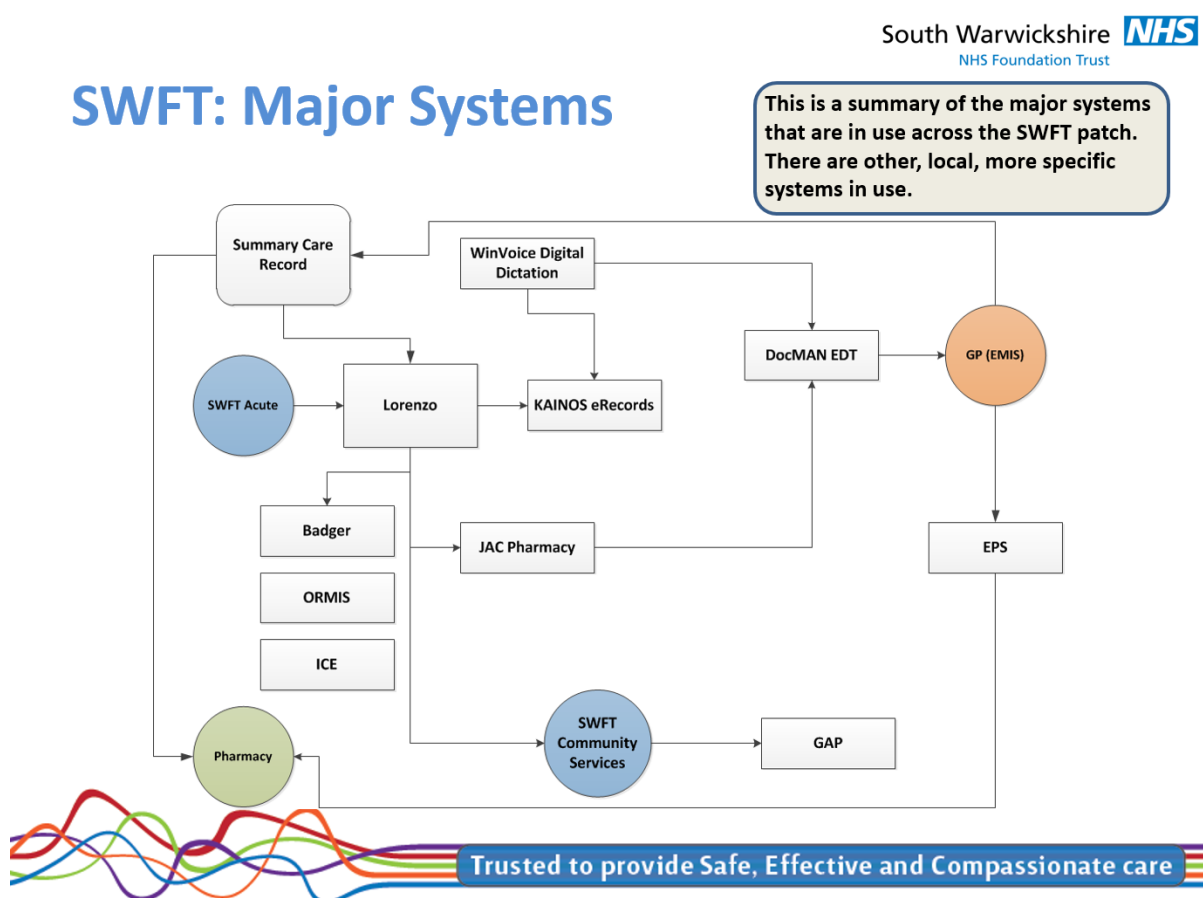 South Warwickshire NHS
NHS Foundation Trust
SWFT: Major Systems
This is a summary of the major systems
that are in use across the SWFT patch.
There are other, local, more specific
systems in use.
Summary Care
Record
WinVoice Digital
Dictation
DocMAN EDT
GP (EMIS)
SWFT Acute
Lorenzo
KAINOS eRecords
Badger
JAC Pharmacy
EPS
ORMIS
ICE
SWFT
Community
Services
GAP
Pharmacy
Trusted to provide Safe, Effective and Compassionate care